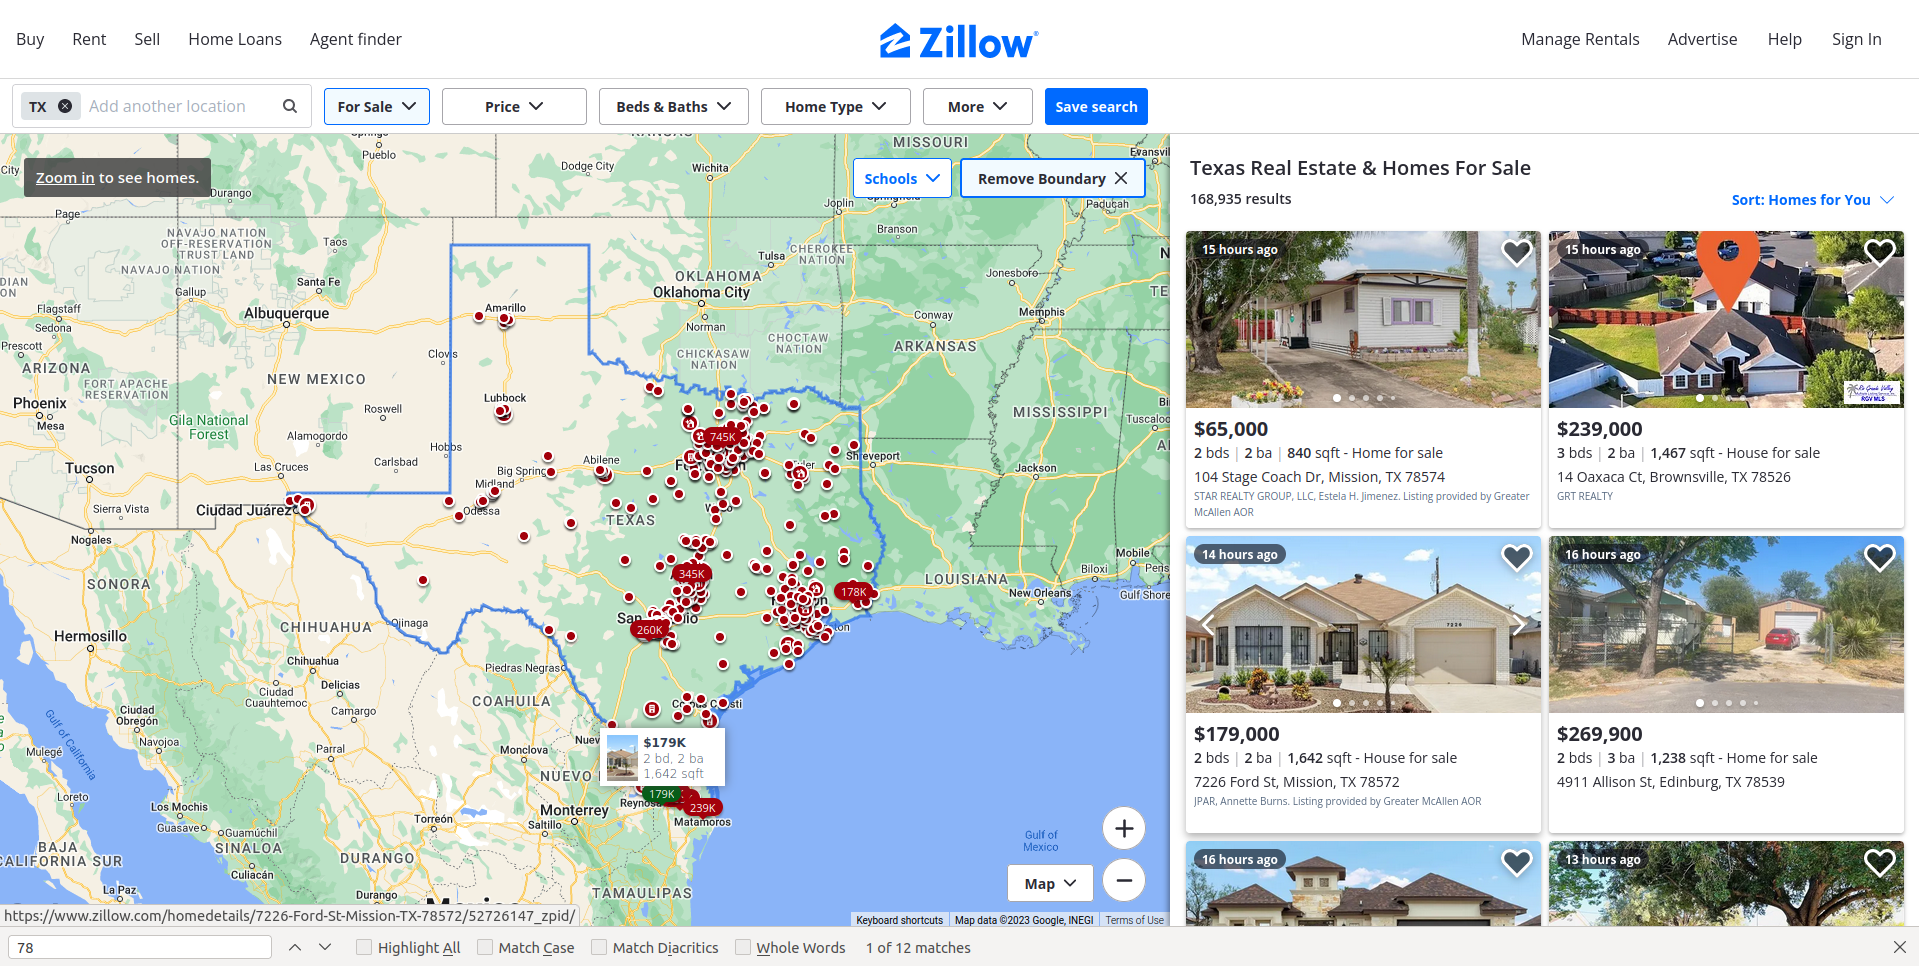 Buy
Rent
Sell
Home Loans
Agent finder
Zillow
Manage Rentals
Advertise
Help
Sign In
TX
Add another location
For Sale
Price
Beds & Baths
Home Type
More
Save search
Zoom in to see homes.
Schools
Remove Boundary
KANSAS
MISSOURI
Pueblo
Dodge City
Wichita
Evansvil
Durango
Joplin
Springfield
Paducah
Page
NAVAJO NATION
OFF-RESERVATION
TRUST LAND
Taos
Branson
NAVAJO NATION
Tulsa
CHEROKEE
NATION
Gallup
Santa Fe
OKLAHOMA
Oklahoma City
Jonesboro
Flagstaff
Sedona
Albuquerque
Amarillo
Norman
Conway
Memphis
Prescott
Clovis
CHICKASAW
NATION
CHOCTAW
NATION
ARKANSAS
ARIZONA
FORT APACHE
RESERVATION
NEW MEXICO
Phoenix
Mesa
Gila National
Forest
Roswell
Lubbock
MISSISSIPPI
Tuscaloo
Alamogordo
Hobbs
745K
Tucson
Las Cruces
Carlsbad
Big Spring
Abilene
Shreveport
Jackson
Midland
Sierra Vista
Ciudad Juárez
Odessa
TEXAS
Nogales
Mobile
SONORA
345K
178K
LOUISIANA
Biloxi
Pens
New Orleans
Gulf Shores
Hermosillo
CHIHUAHUA
Ojinaga
260K
Chihuahua
Piedras Negras
Delicias
Ciudad
Cuauhtemoc
COAHUILA
Camargo
Ciudad
Obregón
Navojoa
Gulf of California
Mulegé
Parral
Monclova
$179K
2 bd, 2 ba
1,642 sqft
NUEVO
179K
239K
Reynosa
Matamoros
Loreto
Los Mochis
Guasave
Guamúchil
Torreón
Saltillo
Monterrey
Gulf of
Mexico
BAJA
CALIFORNIA SUR
SINALOA
Culiacán
DURANGO
Durango
La Paz
TAMAULIPAS
Map
Keyboard shortcuts
Map data ©2023 Google, INEGI
Terms of Use
https://www.zillow.com/homedetails/7226-Ford-St-Mission-TX-78572/52726147_zpid/
Texas Real Estate & Homes For Sale
168,935 results
Sort: Homes for You
15 hours ago
$65,000
2 bds | 2 ba | 840 sqft - Home for sale
104 Stage Coach Dr, Mission, TX 78574
STAR REALTY GROUP, LLC, Estela H. Jimenez. Listing provided by Greater
McAllen AOR
15 hours ago
RGV MLS
$239,000
3 bds | 2 ba | 1,467 sqft - House for sale
14 Oaxaca Ct, Brownsville, TX 78526
GRT REALTY
14 hours ago
7226
$179,000
2 bds | 2 ba | 1,642 sqft - House for sale
7226 Ford St, Mission, TX 78572
JPAR, Annette Burns. Listing provided by Greater McAllen AOR
16 hours ago
$269,900
2 bds | 3 ba | 1,238 sqft - Home for sale
4911 Allison St, Edinburg, TX 78539
16 hours ago
13 hours ago
78
Highlight All
Match Case
Match Diacritics
Whole Words
1 of 12 matches